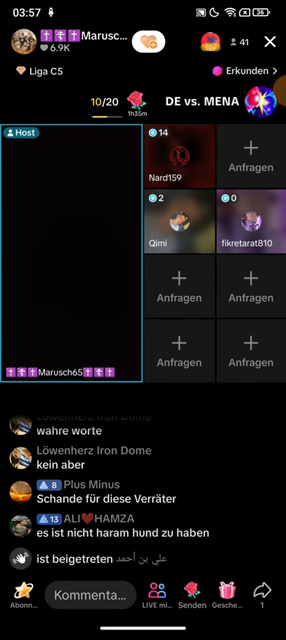 03:57
36
✝️☦️✝️Marusc...
6.9K
41
Liga C5
Erkunden >
10/20
1h35m
DE vs. MENA
Host
14
Nard159
Anfragen
2
Qimi
0
fikretarat810
Anfragen
Anfragen
Anfragen
Anfragen
✝️☦️✝️Marusch65✝️☦️✝️
Löwenherz Iron Dome
wahre worte
Löwenherz Iron Dome
kein aber
8 Plus Minus
Schande für diese Verräter
13 ALI❤️HAMZA
es ist nicht haram hund zu haben
ist beigetreten علي بن أحمد...
Abonn...
Kommenta...
LIVE mi...
Senden
Gesche...
1